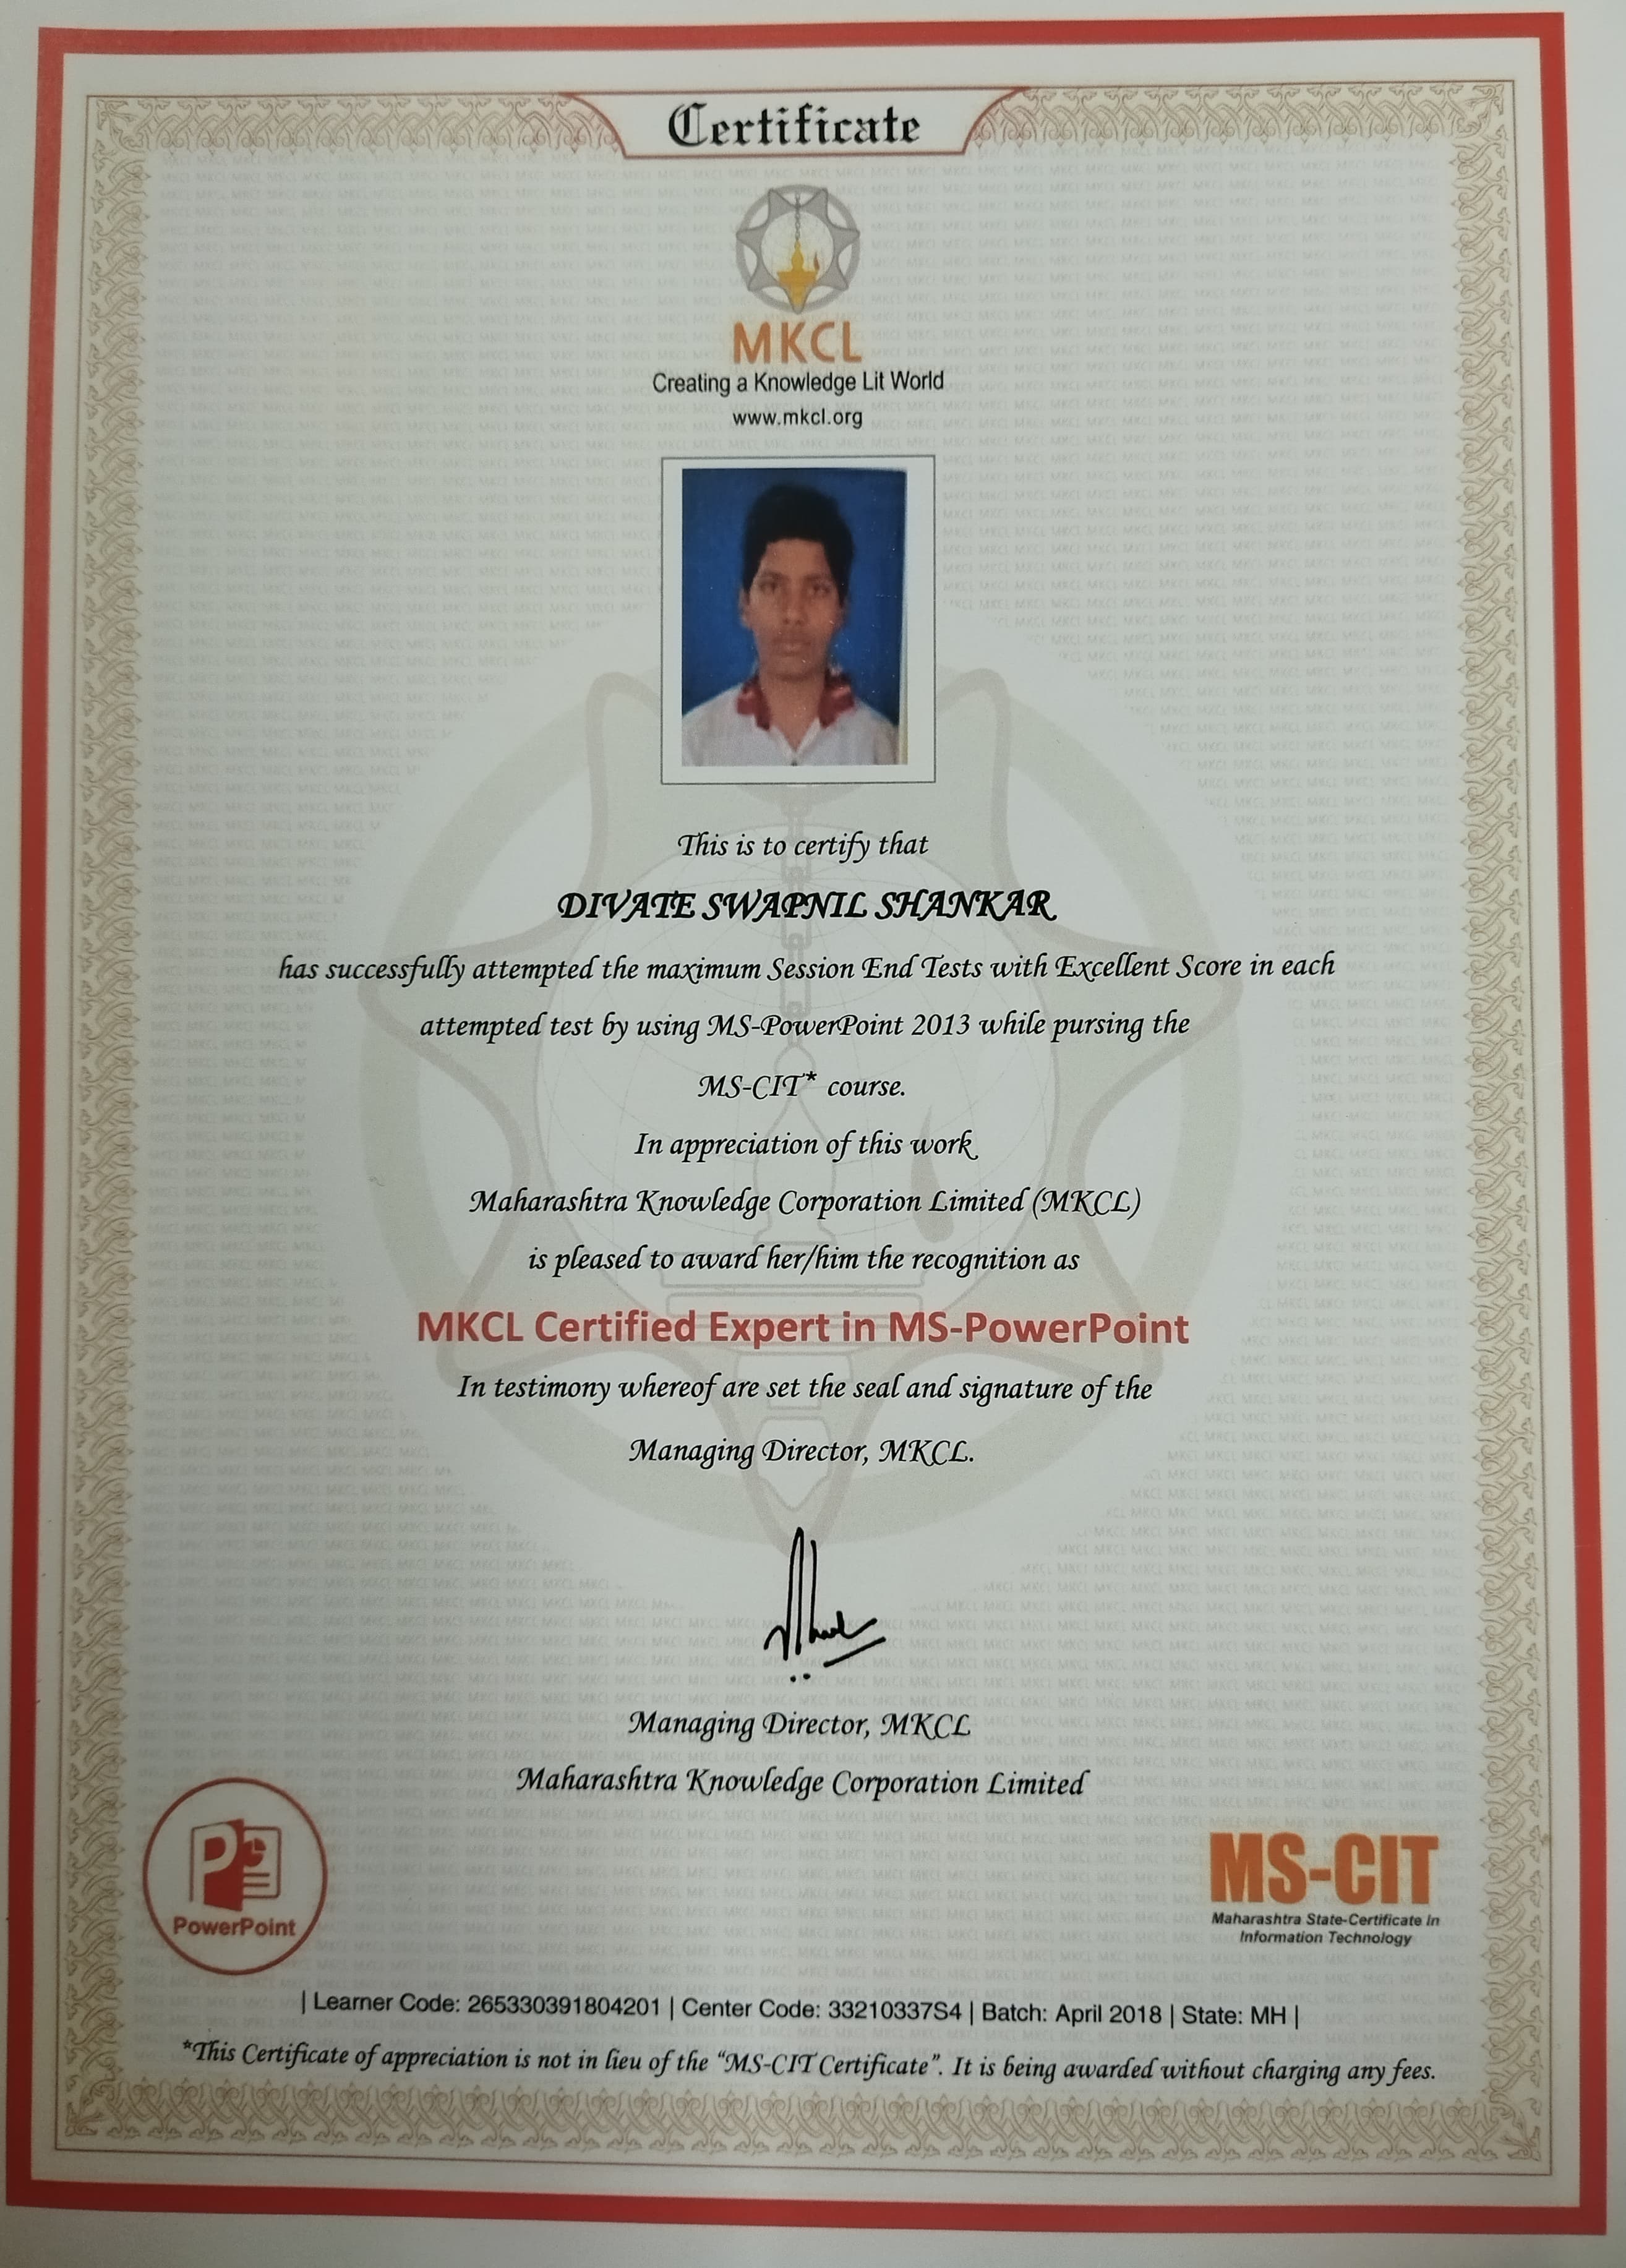 Certificate
MKCL
Creating a Knowledge Lit World
www.mkcl.org
This is to certify that
DIVATE SWAPNIL SHANKAR
has successfully attempted the maximum Session End Tests with Excellent Score in each
attempted test by using MS-PowerPoint 2013 while pursing the
MS-CIT* course.
In appreciation of this work
Maharashtra Knowledge Corporation Limited (MKCL)
is pleased to award her/him the recognition as
MKCL Certified Expert in MS-PowerPoint
In testimony whereof are set the seal and signature of the
Managing Director, MKCL.
Managing Director, MKCL
Maharashtra Knowledge Corporation Limited
PowerPoint
MS-CIT
Maharashtra State-Certificate in
Information Technology
| Learner Code: 265330391804201 | Center Code: 33210337S4 | Batch: April 2018 | State: MH |
*This Certificate of appreciation is not in lieu of the “MS-CIT Certificate”. It is being awarded without charging any fees.